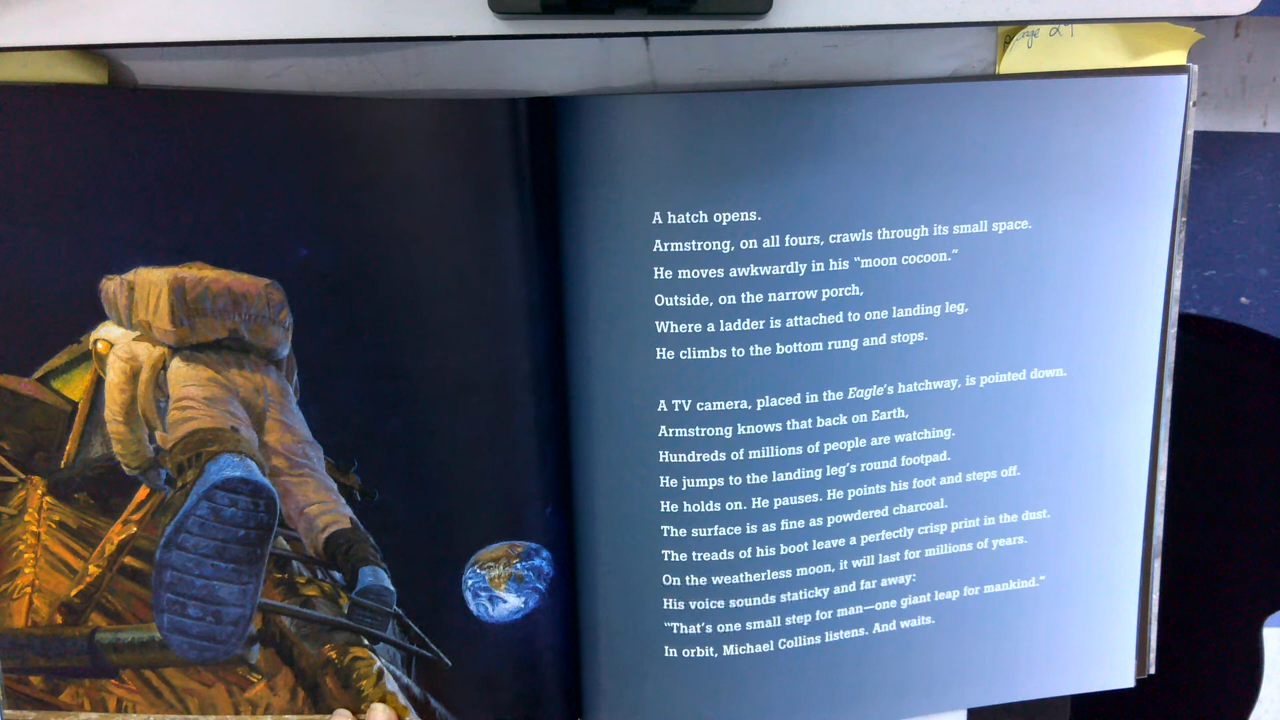 page 27
A hatch opens.
Armstrong, on all fours, crawls through its small space.
He moves awkwardly in his “moon cocoon.”
Outside, on the narrow porch,
Where a ladder is attached to one landing leg,
He climbs to the bottom rung and stops.
A TV camera, placed in the Eagle's hatchway, is pointed down.
Armstrong knows that back on Earth,
Hundreds of millions of people are watching.
He jumps to the landing leg's round footpad.
He holds on. He pauses. He points his foot and steps off.
The surface is as fine as powdered charcoal.
The treads of his boot leave a perfectly crisp print in the dust.
On the weatherless moon, it will last for millions of years.
His voice sounds staticky and far away:
“That's one small step for man—one giant leap for mankind.”
In orbit, Michael Collins listens. And waits.